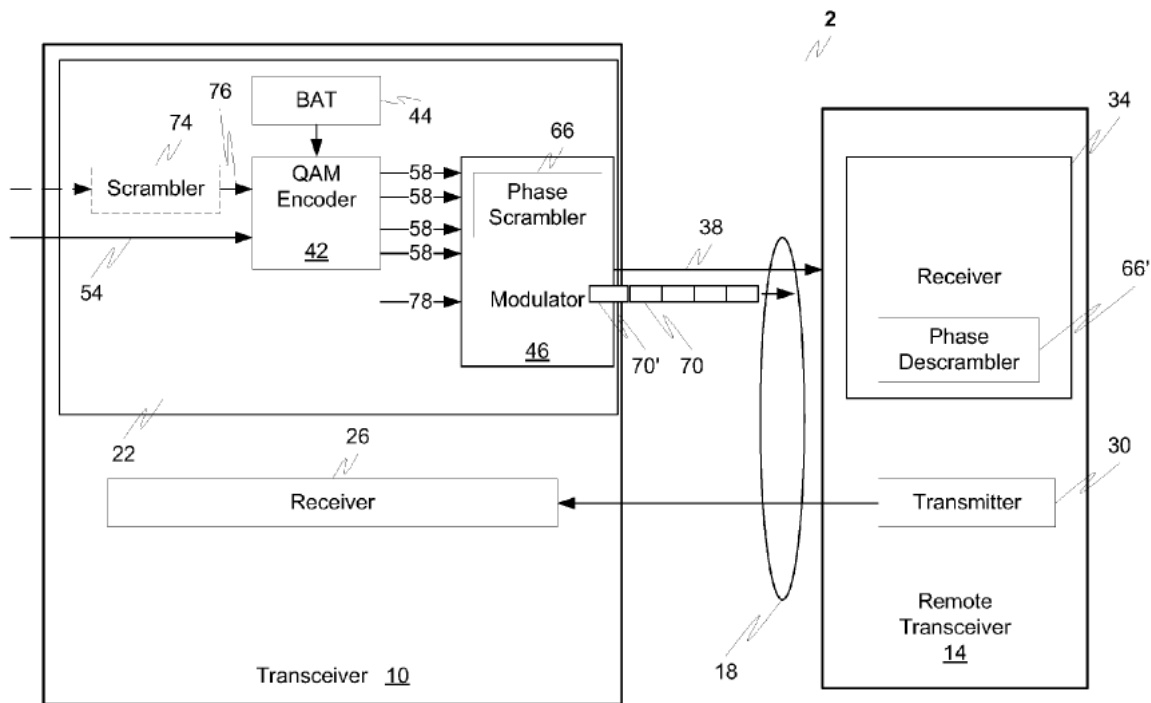 2
76
BAT
34
74
44
66
Scrambler
QAM
Encoder
42
58
58
58
58
Phase
Scrambler
38
54
78
Modulator
46
70'
70
Receiver
66'
Phase
Descrambler
22
26
Receiver
30
Transmitter
Remote
Transceiver
14
18
Transceiver 10